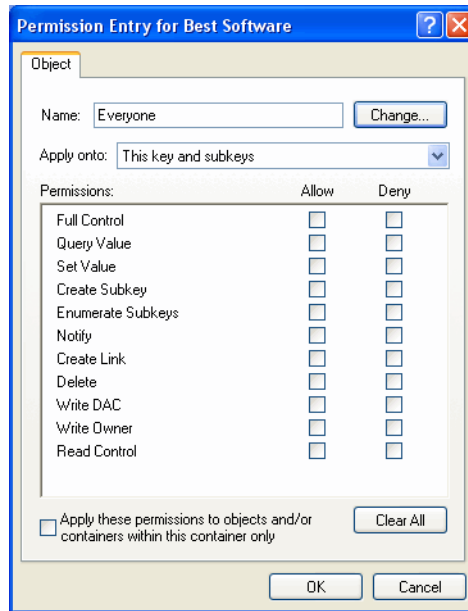 Permission Entry for Best Software
Object
Name: Everyone Change...
Apply onto: This key and subkeys
Permissions: Allow Deny
Full Control
Query Value
Set Value
Create Subkey
Enumerate Subkeys
Notify
Create Link
Delete
Write DAC
Write Owner
Read Control
Apply these permissions to objects and/or
containers within this container only
Clear All
OK Cancel